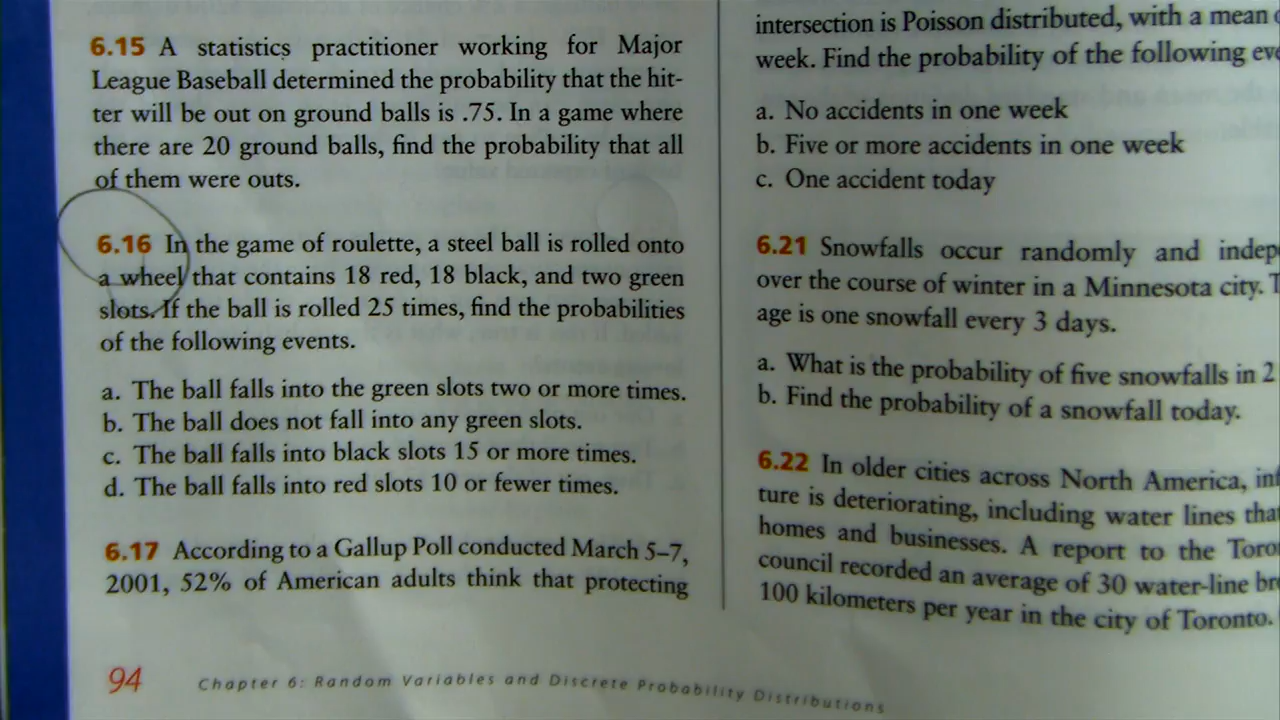 6.15 A statistics practitioner working for Major
League Baseball determined the probability that the hit-
ter will be out on ground balls is .75. In a game where
there are 20 ground balls, find the probability that all
of them were outs.
6.16 In the game of roulette, a steel ball is rolled onto
a wheel that contains 18 red, 18 black, and two green
slots. If the ball is rolled 25 times, find the probabilities
of the following events.
a. The ball falls into the green slots two or more times.
b. The ball does not fall into any green slots.
c. The ball falls into black slots 15 or more times.
d. The ball falls into red slots 10 or fewer times.
6.17 According to a Gallup Poll conducted March 5–7,
2001, 52% of American adults think that protecting
intersection is Poisson distributed, with a mean
week. Find the probability of the following eve
a. No accidents in one week
b. Five or more accidents in one week
c. One accident today
6.21 Snowfalls occur randomly and indep
over the course of winter in a Minnesota city. T
age is one snowfall every 3 days.
a. What is the probability of five snowfalls in 2
b. Find the probability of a snowfall today.
6.22 In older cities across North America, inf
ture is deteriorating, including water lines that
homes and businesses. A report to the Toro
council recorded an average of 30 water-line bre
100 kilometers per year in the city of Toronto.
94 Chapter 6: Random Variables and Discrete Probability Distributions